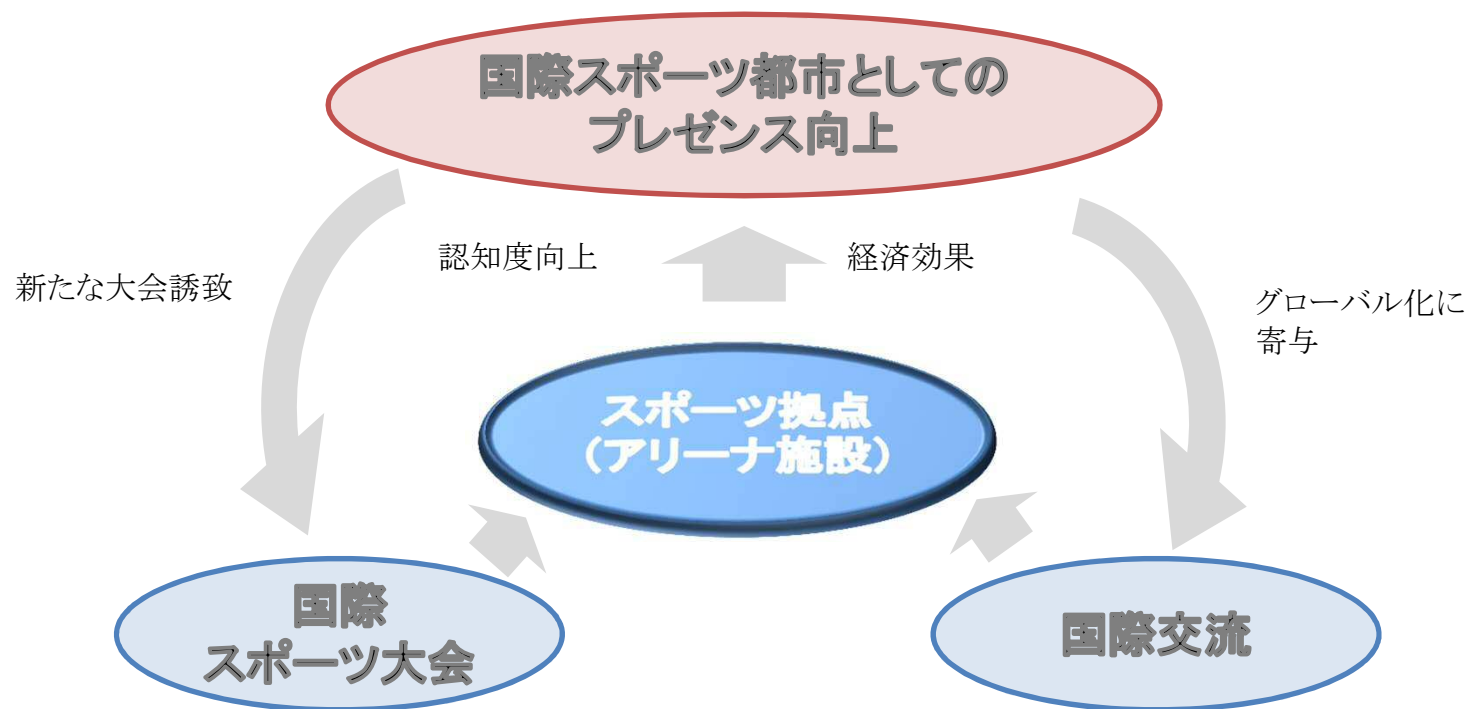 国際スポーツ都市としての
プレゼンス向上
認知度向上
経済効果
新たな大会誘致
グローバル化に
寄与
スポーツ拠点
（アリーナ施設）
国際
スポーツ大会
国際交流